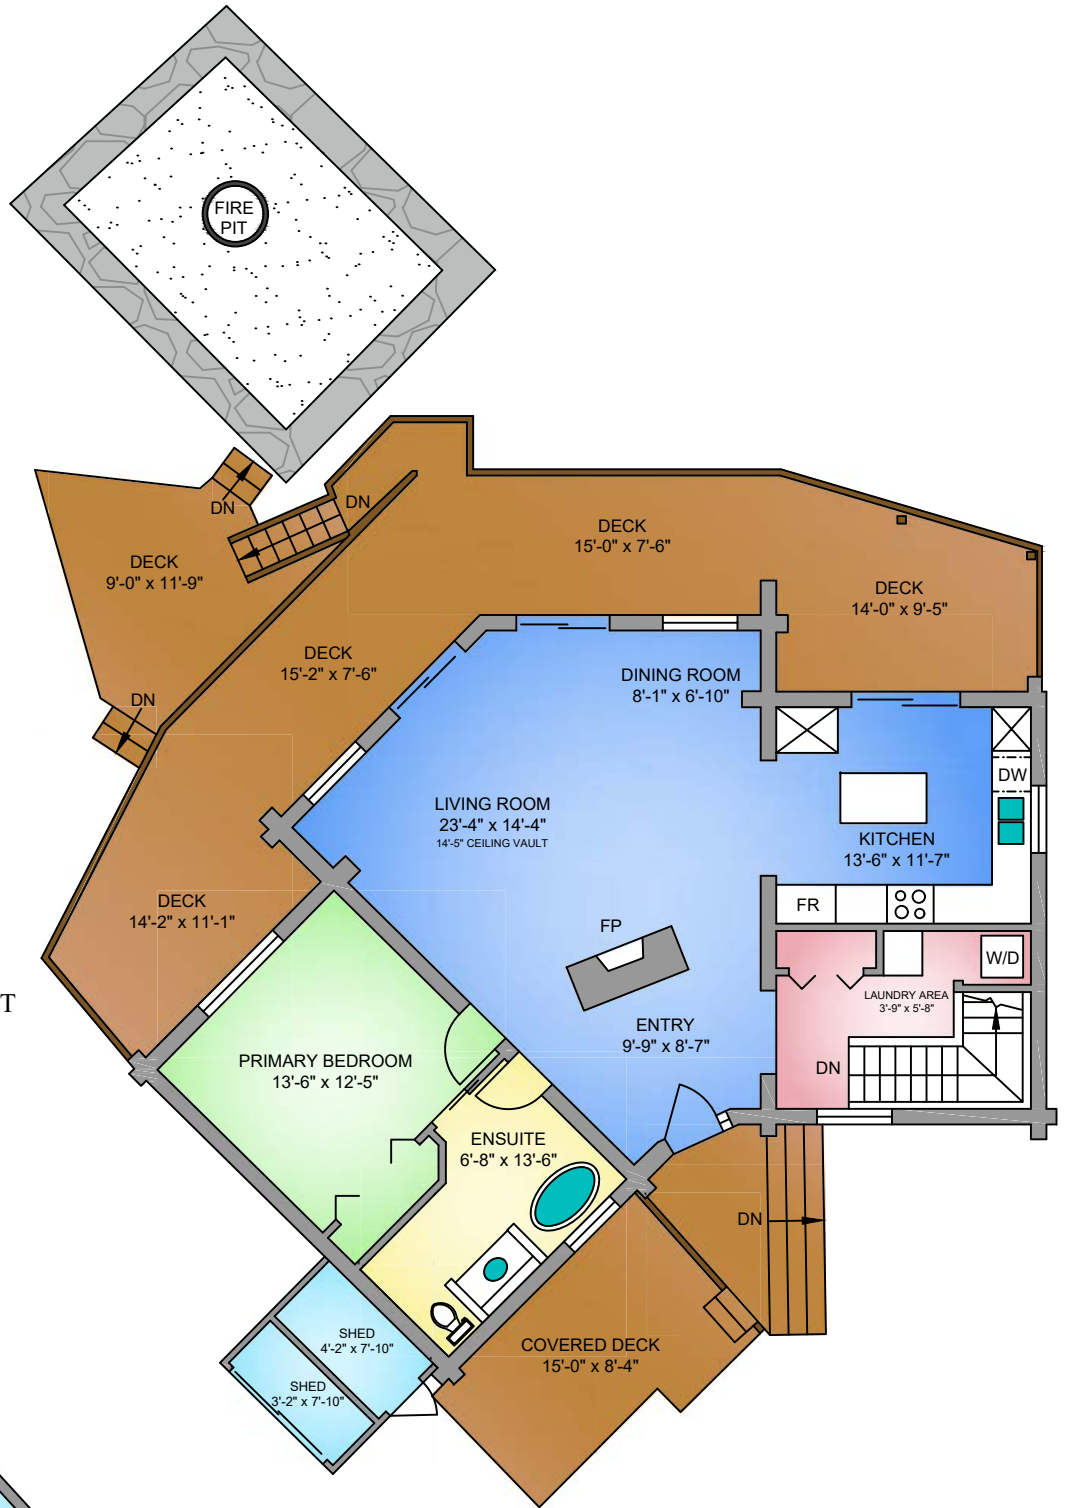 FIRE
PIT
DN
DN
DECK
9'-0" x 11'-9"
DECK
15'-0" x 7'-6"
DECK
14'-0" x 9'-5"
DECK
15'-2" x 7'-6"
DINING ROOM
8'-1" x 6'-10"
DN
DW
LIVING ROOM
23'-4" x 14'-4"
14'-5" CEILING VAULT
KITCHEN
13'-6" x 11'-7"
DECK
14'-2" x 11'-1"
FR
FP
W/D
T
LAUNDRY AREA
3'-9" x 5'-8"
ENTRY
9'-9" x 8'-7"
PRIMARY BEDROOM
13'-6" x 12'-5"
DN
ENSUITE
6'-8" x 13'-6"
DN
SHED
4'-2" x 7'-10"
COVERED DECK
15'-0" x 8'-4"
SHED
3'-2" x 7'-10"